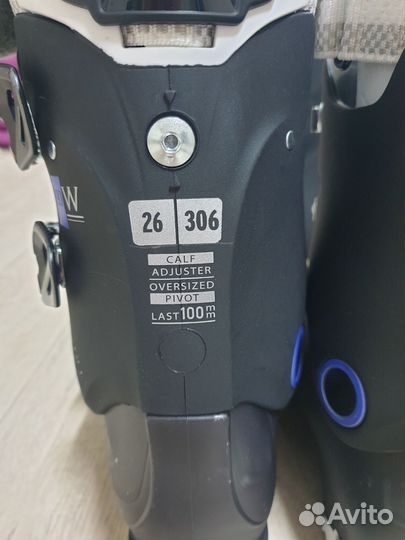 W
26 306
CALF
ADJUSTER
OVERSIZED
PIVOT
LAST 100 mm
Avito